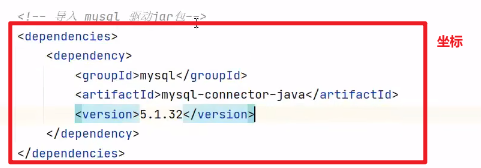 <!-- 导入 mysql 驱动jar包-->
<dependencies>
坐标
<dependency>
<groupId>mysql</groupId>
<artifactId>mysql-connector-java</artifactId>
<version>5.1.32</version>
</dependency>
</dependencies>